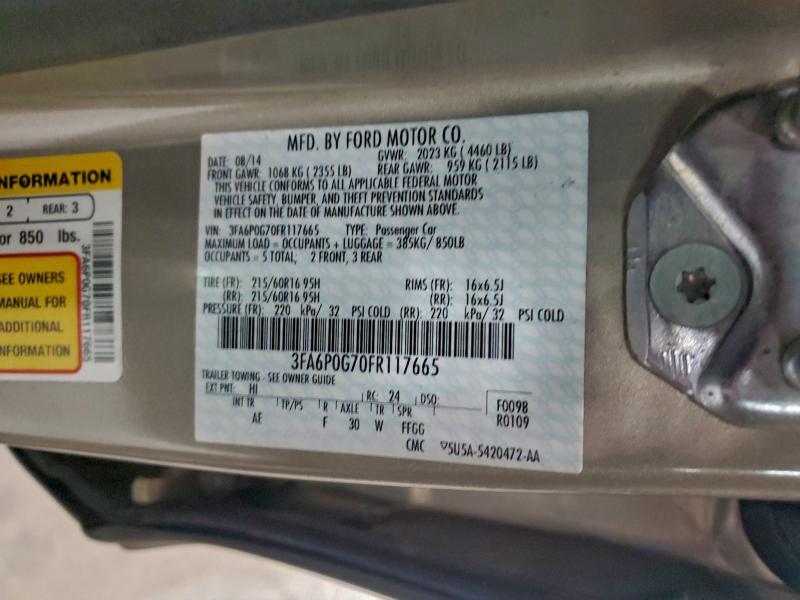 NFORMATION
2 REAR: 3
or 850 lbs.
SEE OWNERS
MANUAL FOR
ADDITIONAL
INFORMATION
3FA6P0G70FR117665
MFD. BY FORD MOTOR CO.
DATE: 08/14 GVWR: 2023 KG ( 4460 LB)
FRONT GAWR: 1068 KG ( 2355 LB) REAR GAWR: 959 KG ( 2115 LB)
THIS VEHICLE CONFORMS TO ALL APPLICABLE FEDERAL MOTOR
VEHICLE SAFETY, BUMPER, AND THEFT PREVENTION STANDARDS
IN EFFECT ON THE DATE OF MANUFACTURE SHOWN ABOVE.
VIN: 3FA6P0G70FR117665 TYPE: Passenger Car
MAXIMUM LOAD = OCCUPANTS + LUGGAGE = 385KG/ 850LB
OCCUPANTS = 5 TOTAL; 2 FRONT, 3 REAR
TIRE (FR): 215/60R16 95H RIMS (FR): 16x6.5J
(RR): 215/60R16 95H (RR): 16x6.5J
PRESSURE (FR): 220 kPa/ 32 PSI COLD (RR): 220 kPa/ 32 PSI COLD
3FA6P0G70FR117665
TRAILER TOWING - SEE OWNER GUIDE
EXT PNT: HI RC: 24 DSO:
INT TR TP/PS R AXLE TR SPR F0098
AE F 30 W FFGG R0109
CMC ▽5U5A-5420472-AA